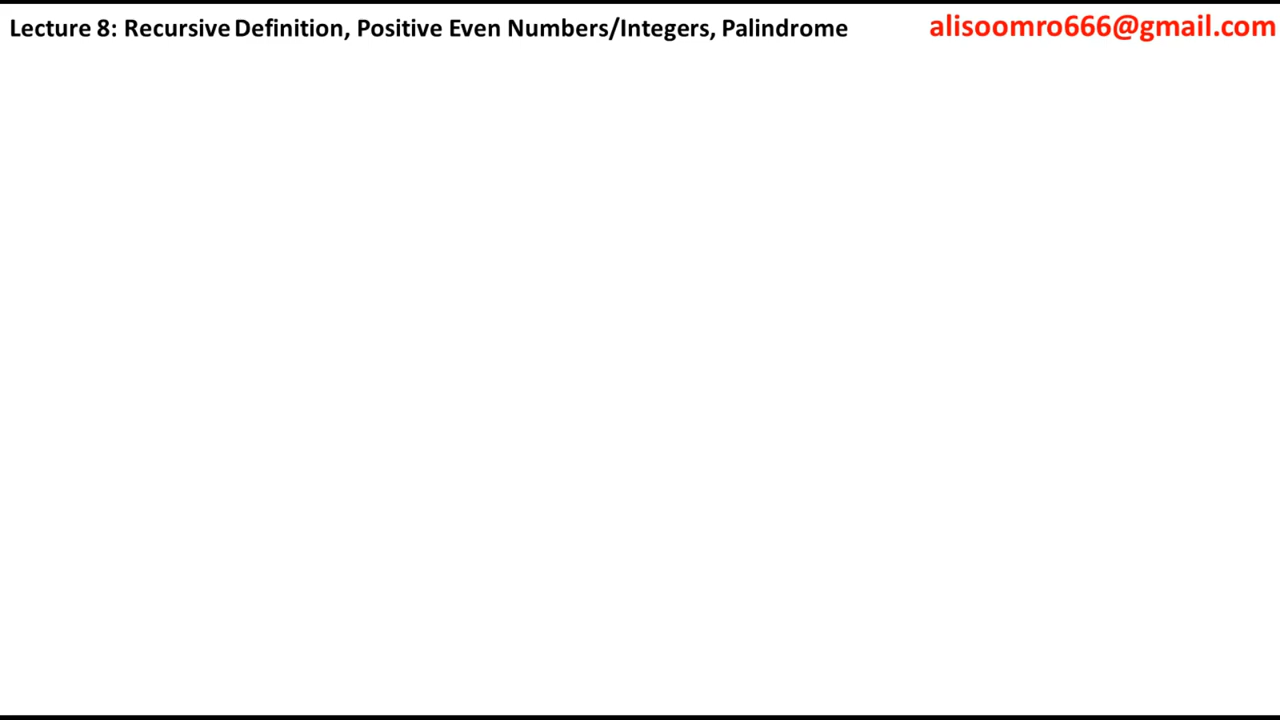 Lecture 8: Recursive Definition, Positive Even Numbers/Integers, Palindrome
alisoomro666@gmail.com